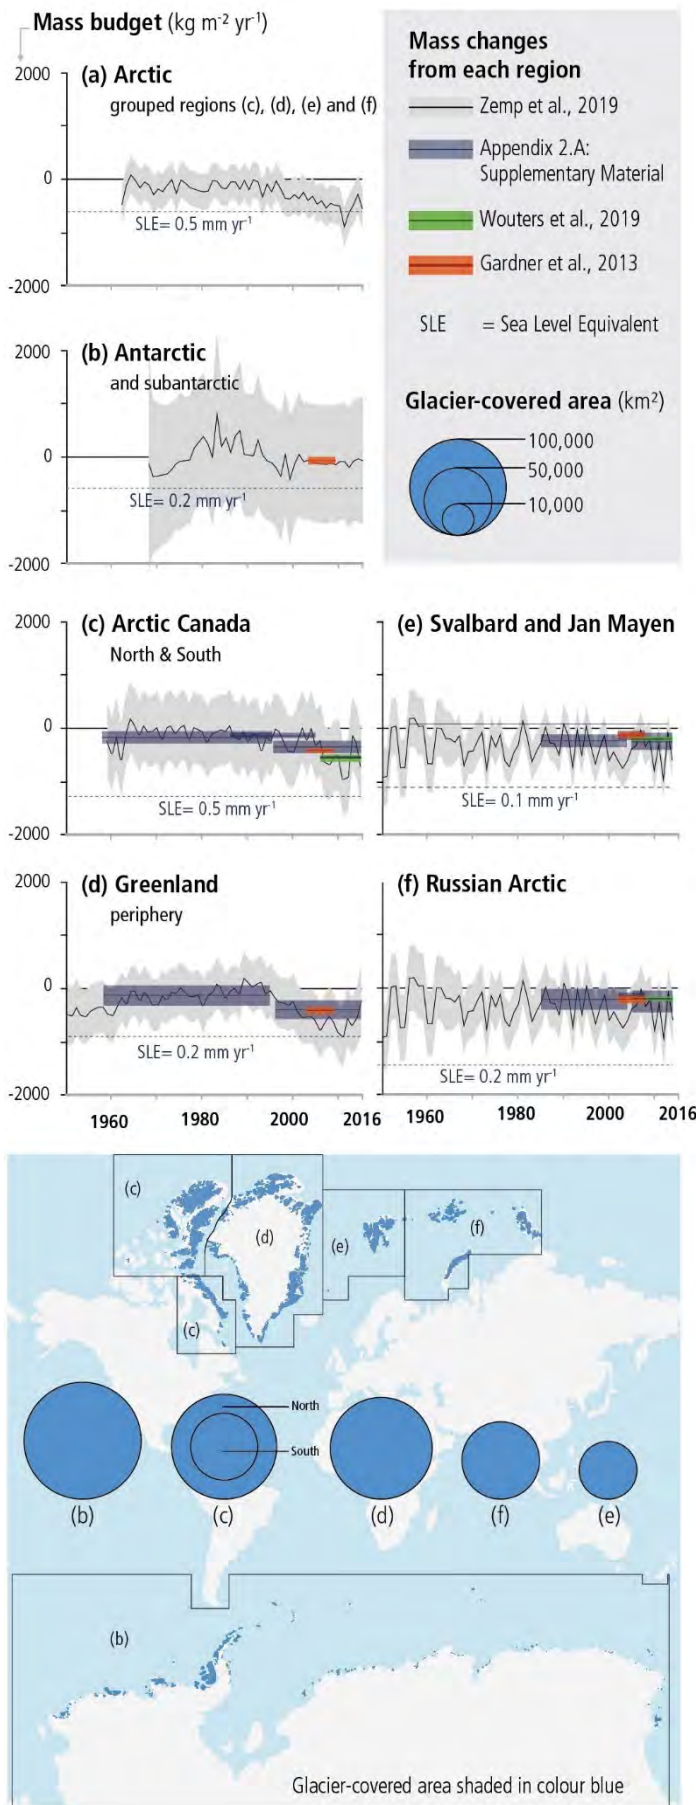 Mass budget (kg m⁻² yr⁻¹)
2000
0
-2000
(a) Arctic
grouped regions (c), (d), (e) and (f)
SLE= 0.5 mm yr⁻¹
Mass changes
from each region
Zemp et al., 2019
Appendix 2.A:
Supplementary Material
Wouters et al., 2019
Gardner et al., 2013
SLE = Sea Level Equivalent
Glacier-covered area (km²)
100,000
50,000
10,000
2000
0
-2000
(b) Antarctic
and subantarctic
SLE= 0.2 mm yr⁻¹
2000
0
-2000
(c) Arctic Canada
North & South
SLE= 0.5 mm yr⁻¹
(e) Svalbard and Jan Mayen
SLE= 0.1 mm yr⁻¹
2000
0
-2000
(d) Greenland
periphery
SLE= 0.2 mm yr⁻¹
1960 1980 2000 2016
(f) Russian Arctic
SLE= 0.2 mm yr⁻¹
1960 1980 2000 2016
(c)
(d)
(e)
(f)
(c)
North
South
(b) (c) (d) (f) (e)
(b)
Glacier-covered area shaded in colour blue